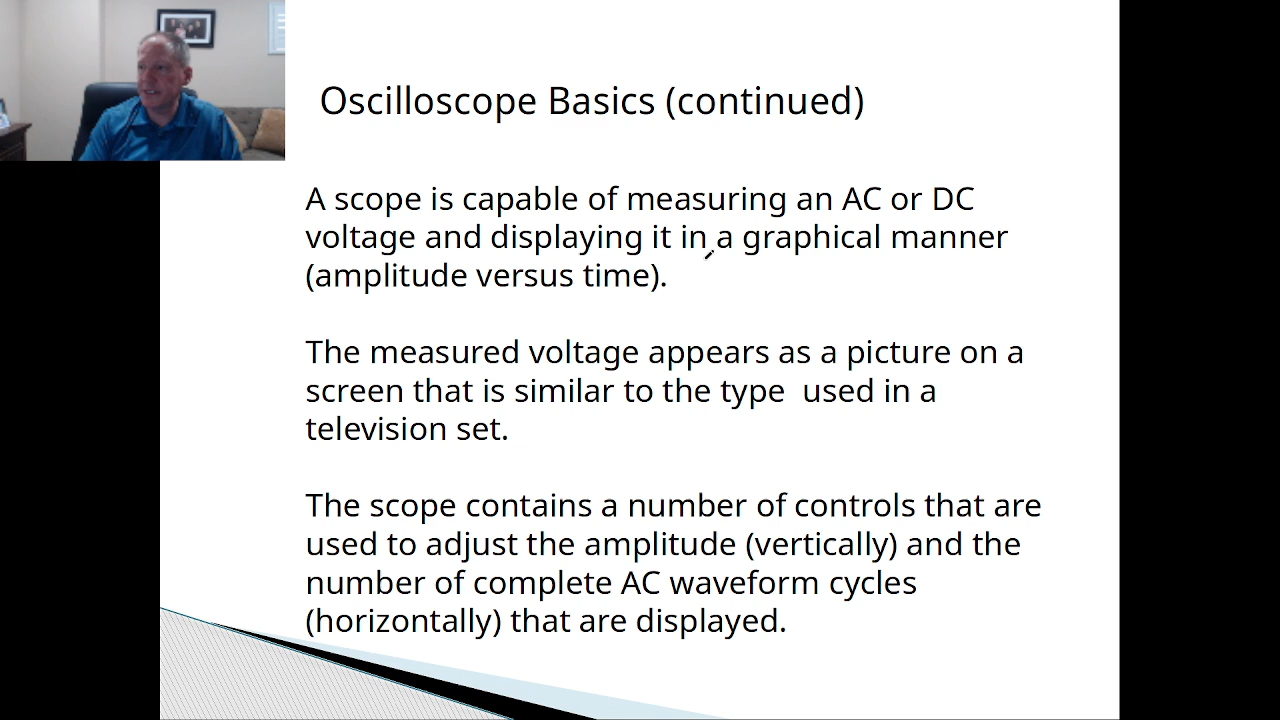 Oscilloscope Basics (continued)
A scope is capable of measuring an AC or DC
voltage and displaying it in a graphical manner
(amplitude versus time).
The measured voltage appears as a picture on a
screen that is similar to the type  used in a
television set.
The scope contains a number of controls that are
used to adjust the amplitude (vertically) and the
number of complete AC waveform cycles
(horizontally) that are displayed.